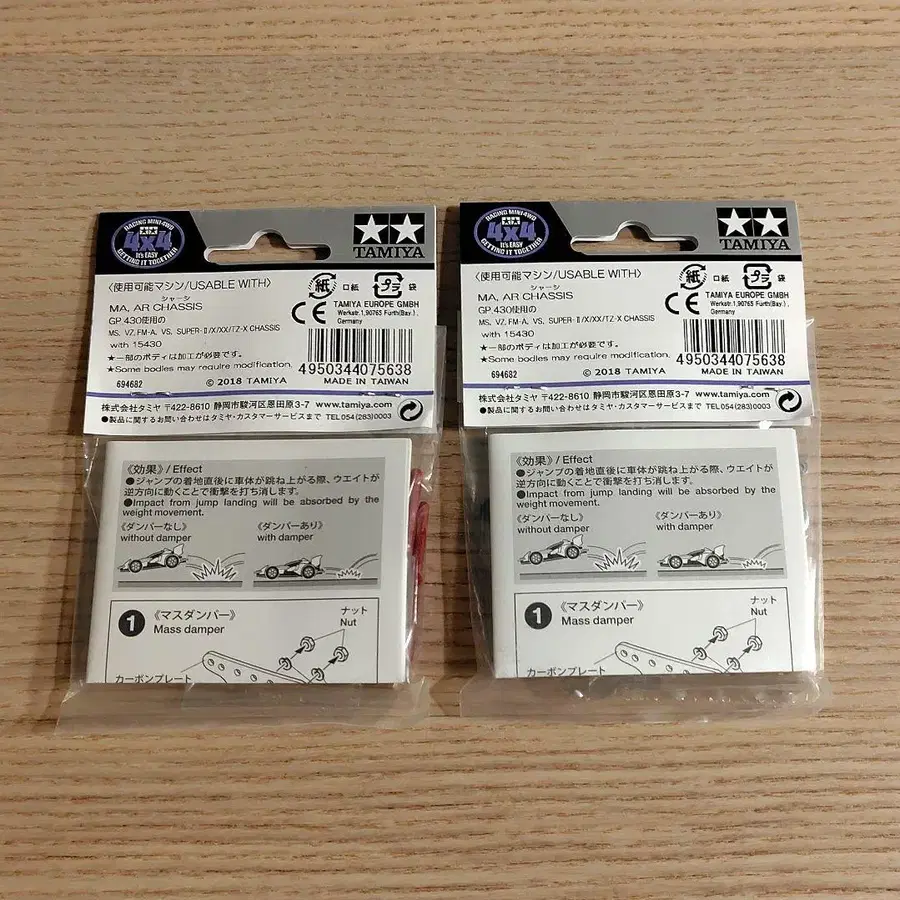 RACING MINI 4WD
4x4
It's EASY
GETTING IT TOGETHER
TAMIYA
〈使用可能マシン/USABLE WITH〉
シャーシ
MA, AR CHASSIS
GP.430使用の
MS, VZ, FM-A, VS, SUPER-Ⅱ/X/XX/TZ-X CHASSIS
with 15430
★一部のボディは加工が必要です。
★Some bodies may require modification.
694682
© 2018 TAMIYA
紙 口紙 プラ 袋
CE
TAMIYA EUROPE GMBH
Werkstr.1,90765 Fürth(Bay.),
Germany
4950344075638
MADE IN TAIWAN
株式会社タミヤ 〒422-8610 静岡市駿河区恩田原3-7 www.tamiya.com
●製品に関するお問い合わせはタミヤ・カスタマーサービスまで TEL054(283)0003
《効果》/ Effect
●ジャンプの着地直後に車体が跳ね上がる際、ウエイトが
逆方向に動くことで衝撃を打ち消します。
●Impact from jump landing will be absorbed by the
weight movement.
《ダンパーなし》
without damper
《ダンパーあり》
with damper
1 《マスダンパー》
Mass damper
ナット
Nut
カーボンプレート
RACING MINI 4WD
4x4
It's EASY
GETTING IT TOGETHER
TAMIYA
〈使用可能マシン/USABLE WITH〉
シャーシ
MA, AR CHASSIS
GP.430使用の
MS, VZ, FM-A, VS, SUPER-Ⅱ/X/XX/TZ-X CHASSIS
with 15430
★一部のボディは加工が必要です。
★Some bodies may require modification.
694682
© 2018 TAMIYA
紙 口紙 プラ 袋
CE
TAMIYA EUROPE GMBH
Werkstr.1,90765 Fürth(Bay.),
Germany
4950344075638
MADE IN TAIWAN
株式会社タミヤ 〒422-8610 静岡市駿河区恩田原3-7 www.tamiya.com
●製品に関するお問い合わせはタミヤ・カスタマーサービスまで TEL054(283)0003
《効果》/ Effect
●ジャンプの着地直後に車体が跳ね上がる際、ウエイトが
逆方向に動くことで衝撃を打ち消します。
●Impact from jump landing will be absorbed by the
weight movement.
《ダンパーなし》
without damper
《ダンパーあり》
with damper
1 《マスダンパー》
Mass damper
ナット
Nut
カーボンプレート